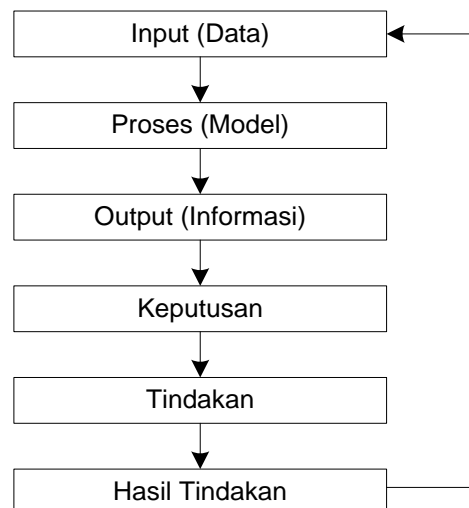 Input (Data)
Proses (Model)
Output (Informasi)
Keputusan
Tindakan
Hasil Tindakan